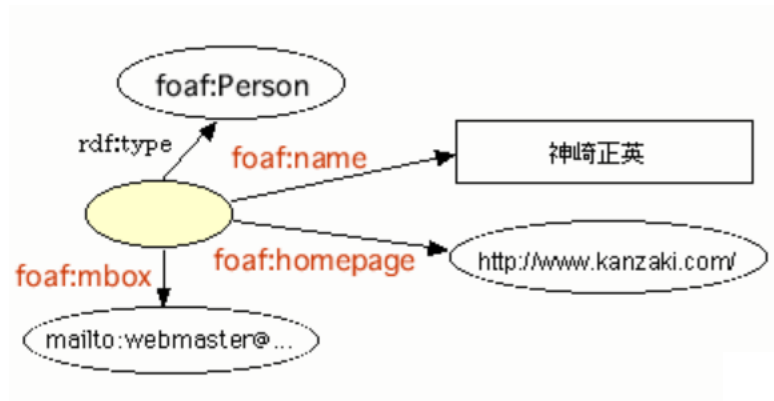 foaf:Person
rdf:type
foaf:name
神崎正英
foaf:homepage
http://www.kanzaki.com/
foaf:mbox
mailto:webmaster@...